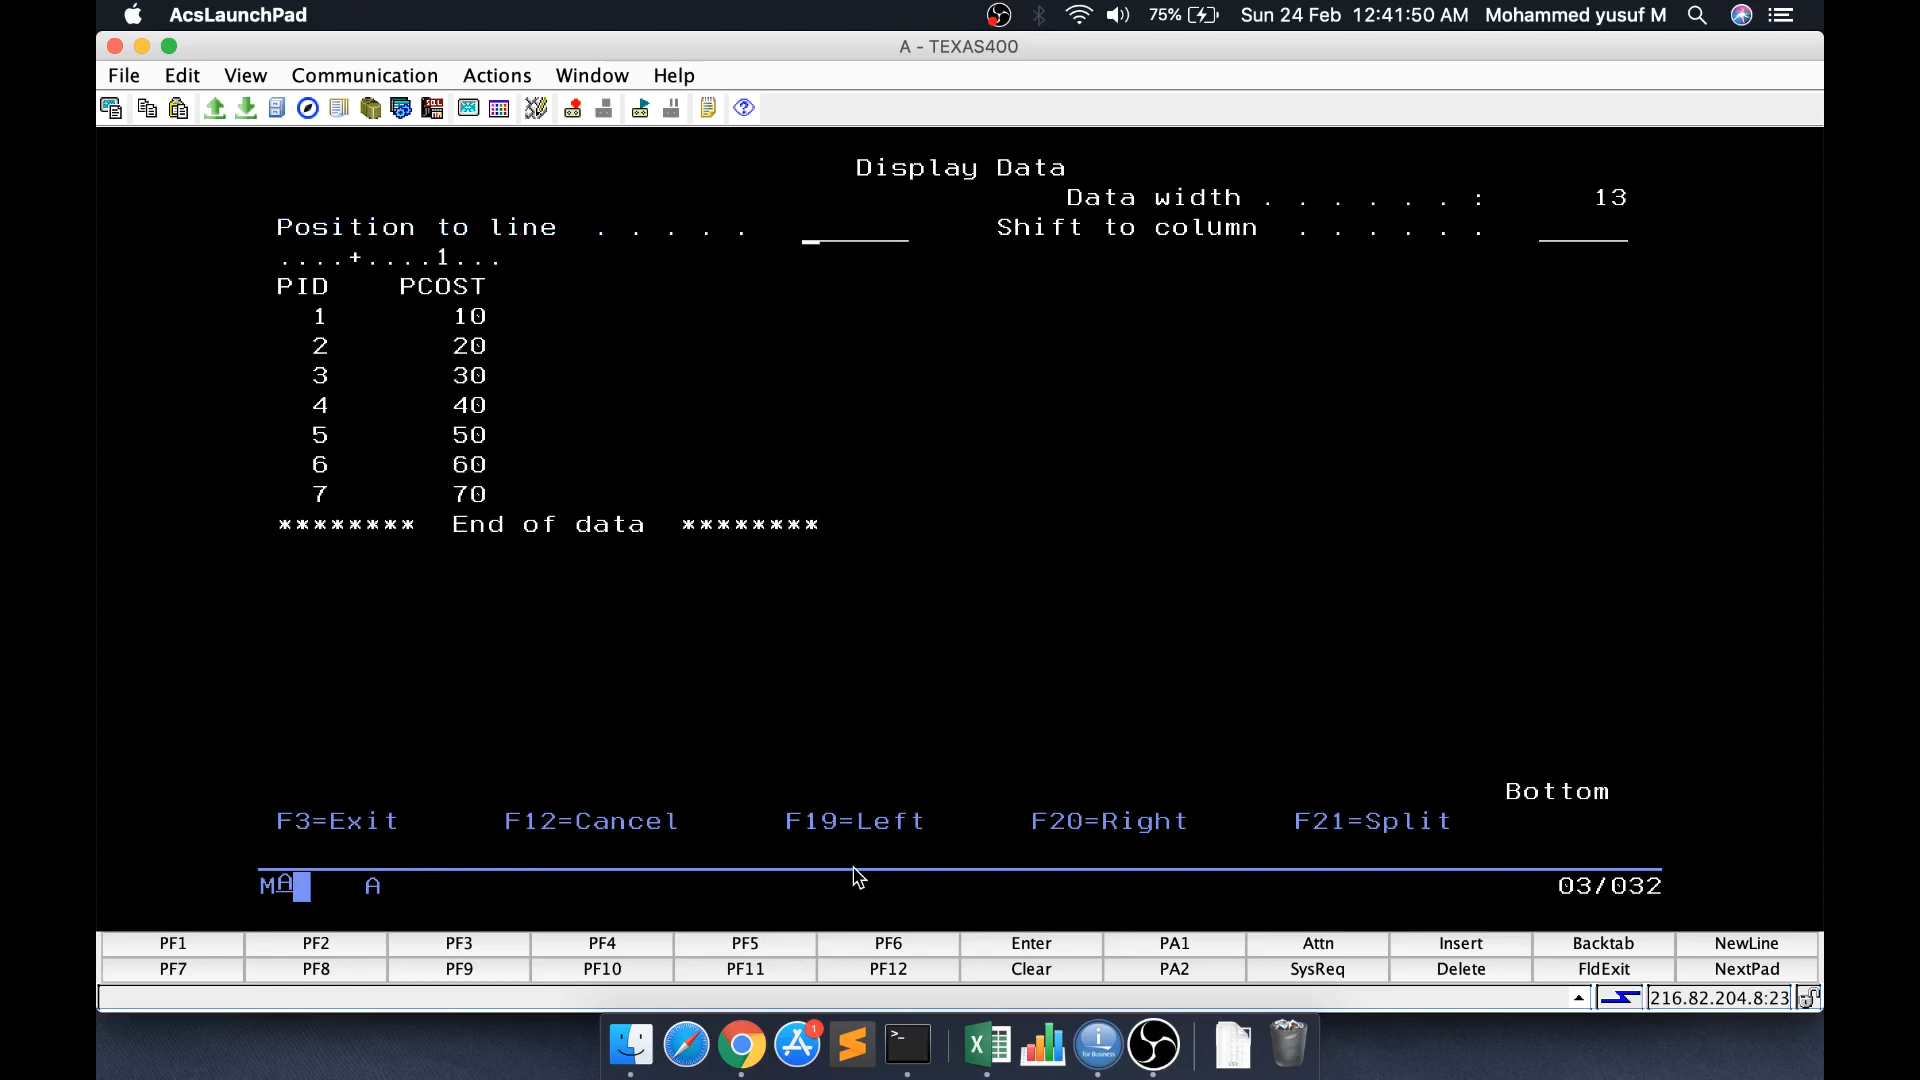 AcsLaunchPad 75% Sun 24 Feb 12:41:50 AM Mohammed yusuf M
A - TEXAS400
File Edit View Communication Actions Window Help
SQL
Display Data
Data width . . . . . . : 13
Position to line . . . . . Shift to column . . . . . .
....+....1...
PID PCOST
1 10
2 20
3 30
4 40
5 50
6 60
7 70
******** End of data ********
Bottom
F3=Exit F12=Cancel F19=Left F20=Right F21=Split
MA A 03/032
PF1 PF2 PF3 PF4 PF5 PF6 Enter PA1 Attn Insert Backtab NewLine
PF7 PF8 PF9 PF10 PF11 PF12 Clear PA2 SysReq Delete FldExit NextPad
216.82.204.8:23
1
for Business